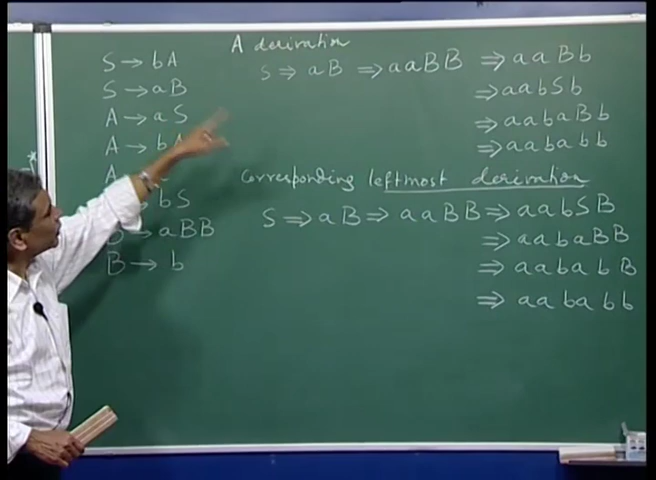 S → bA
S → aB
A → aS
A → bA
A
bS
→ aBB
B → b
A derivation
S ⇒ aB ⇒ aaBB ⇒ aaBb
⇒ aabSb
⇒ aabaBb
⇒ aababb
Corresponding leftmost derivation
S ⇒ aB ⇒ aaBB ⇒ aabSB
⇒ aabaBB
⇒ aababB
⇒ aababb